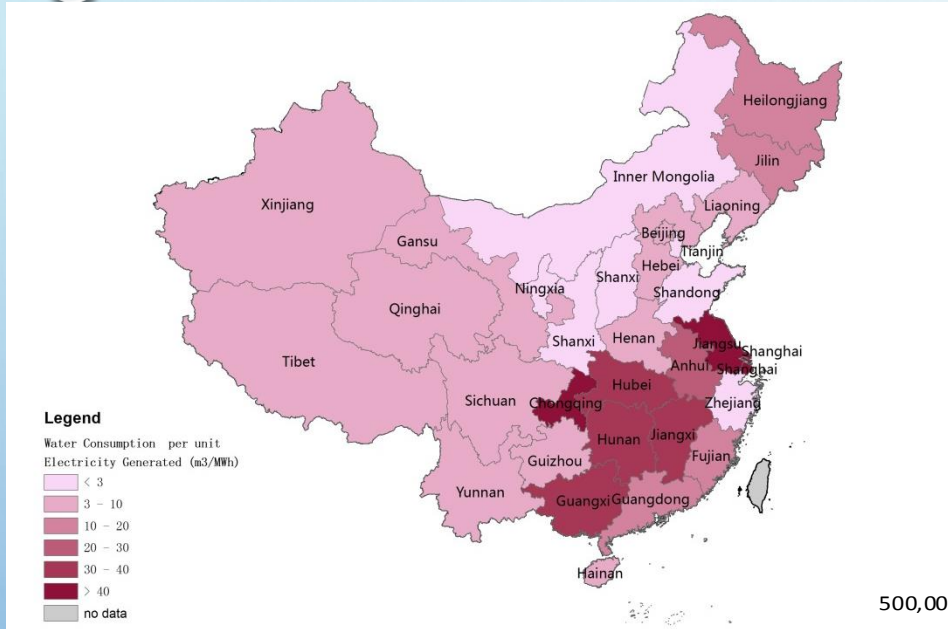 Heilongjiang
Jilin
Inner Mongolia
Liaoning
Xinjiang
Beijing
Gansu
Tianjin
Hebei
Shanxi
Ningxia
Shandong
Qinghai
Henan
Shanxi
Jiangsu
Shanghai
Tibet
Anhui
Shanghai
Hubei
Sichuan
Chongqing
Zhejiang
Hunan
Jiangxi
Guizhou
Fujian
Yunnan
Guangxi
Guangdong
Hainan
Legend
Water Consumption per unit
Electricity Generated (m3/MWh)
< 3
3 - 10
10 - 20
20 - 30
30 - 40
> 40
no data
500,00